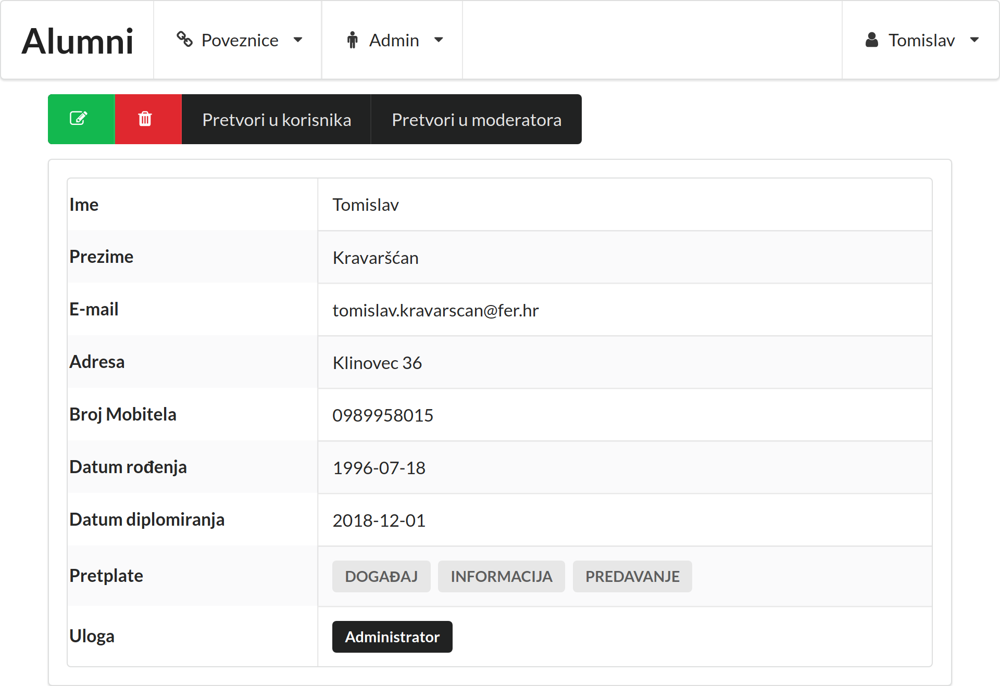 Alumni Poveznice Admin Tomislav
Pretvori u korisnika Pretvori u moderatora
Ime Tomislav
Prezime Kravaršćan
E-mail tomislav.kravarscan@fer.hr
Adresa Klinovec 36
Broj Mobitela 0989958015
Datum rođenja 1996-07-18
Datum diplomiranja 2018-12-01
Pretplate DOGAĐAJ INFORMACIJA PREDAVANJE
Uloga Administrator